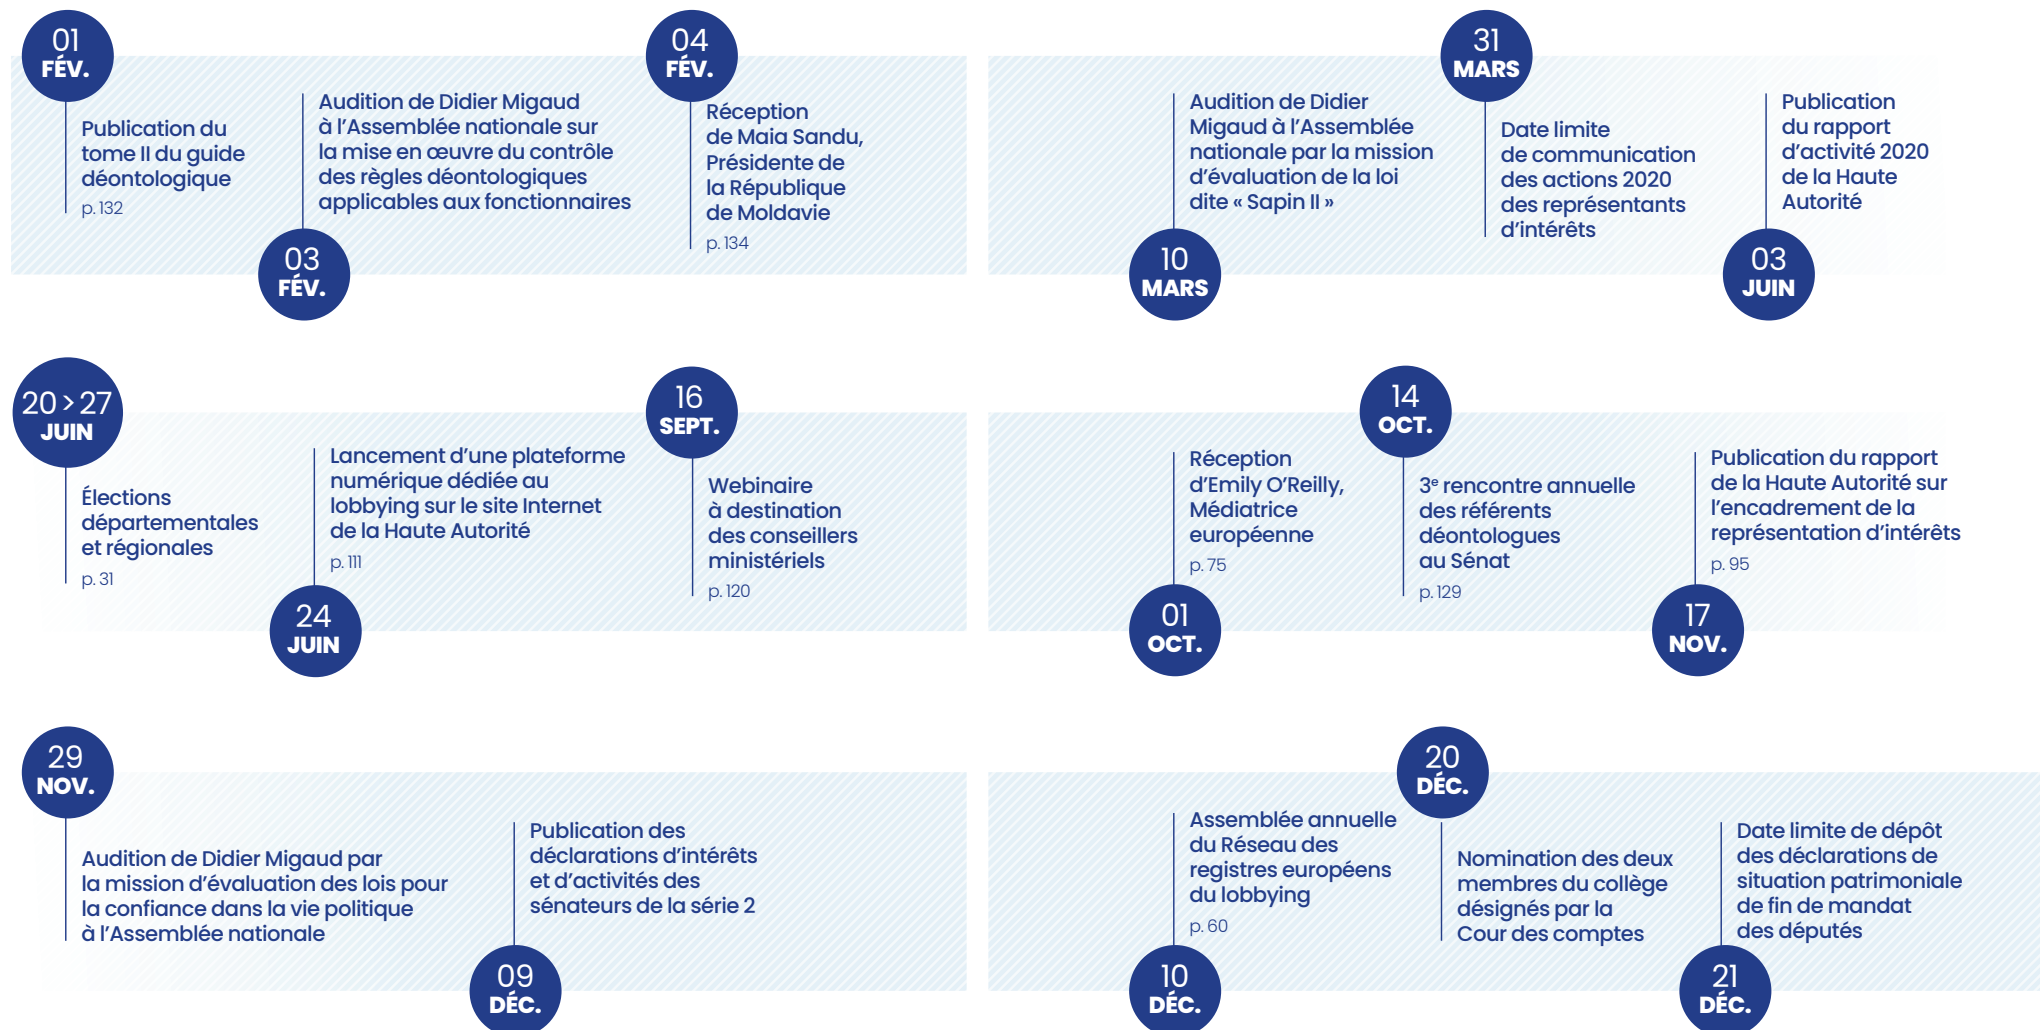 01
FÉV.
Publication du
tome II du guide
déontologique
p. 132
Audition de Didier Migaud
à l’Assemblée nationale sur
la mise en œuvre du contrôle
des règles déontologiques
applicables aux fonctionnaires
03
FÉV.
04
FÉV.
Réception
de Maia Sandu,
Présidente de
la République
de Moldavie
p. 134
Audition de Didier
Migaud à l’Assemblée
nationale par la mission
d’évaluation de la loi
dite « Sapin II »
10
MARS
31
MARS
Date limite
de communication
des actions 2020
des représentants
d’intérêts
Publication
du rapport
d’activité 2020
de la Haute
Autorité
03
JUIN
20 > 27
JUIN
Élections
départementales
et régionales
p. 31
Lancement d’une plateforme
numérique dédiée au
lobbying sur le site Internet
de la Haute Autorité
p. 111
24
JUIN
16
SEPT.
Webinaire
à destination
des conseillers
ministériels
p. 120
Réception
d’Emily O’Reilly,
Médiatrice
européenne
p. 75
01
OCT.
14
OCT.
3e rencontre annuelle
des référents
déontologues
au Sénat
p. 129
Publication du rapport
de la Haute Autorité sur
l’encadrement de la
représentation d’intérêts
p. 95
17
NOV.
29
NOV.
Audition de Didier Migaud par
la mission d’évaluation des lois pour
la confiance dans la vie politique
à l’Assemblée nationale
Publication des
déclarations d’intérêts
et d’activités des
sénateurs de la série 2
09
DÉC.
Assemblée annuelle
du Réseau des
registres européens
du lobbying
p. 60
10
DÉC.
20
DÉC.
Nomination des deux
membres du collège
désignés par la
Cour des comptes
Date limite de dépôt
des déclarations de
situation patrimoniale
de fin de mandat
des députés
21
DÉC.